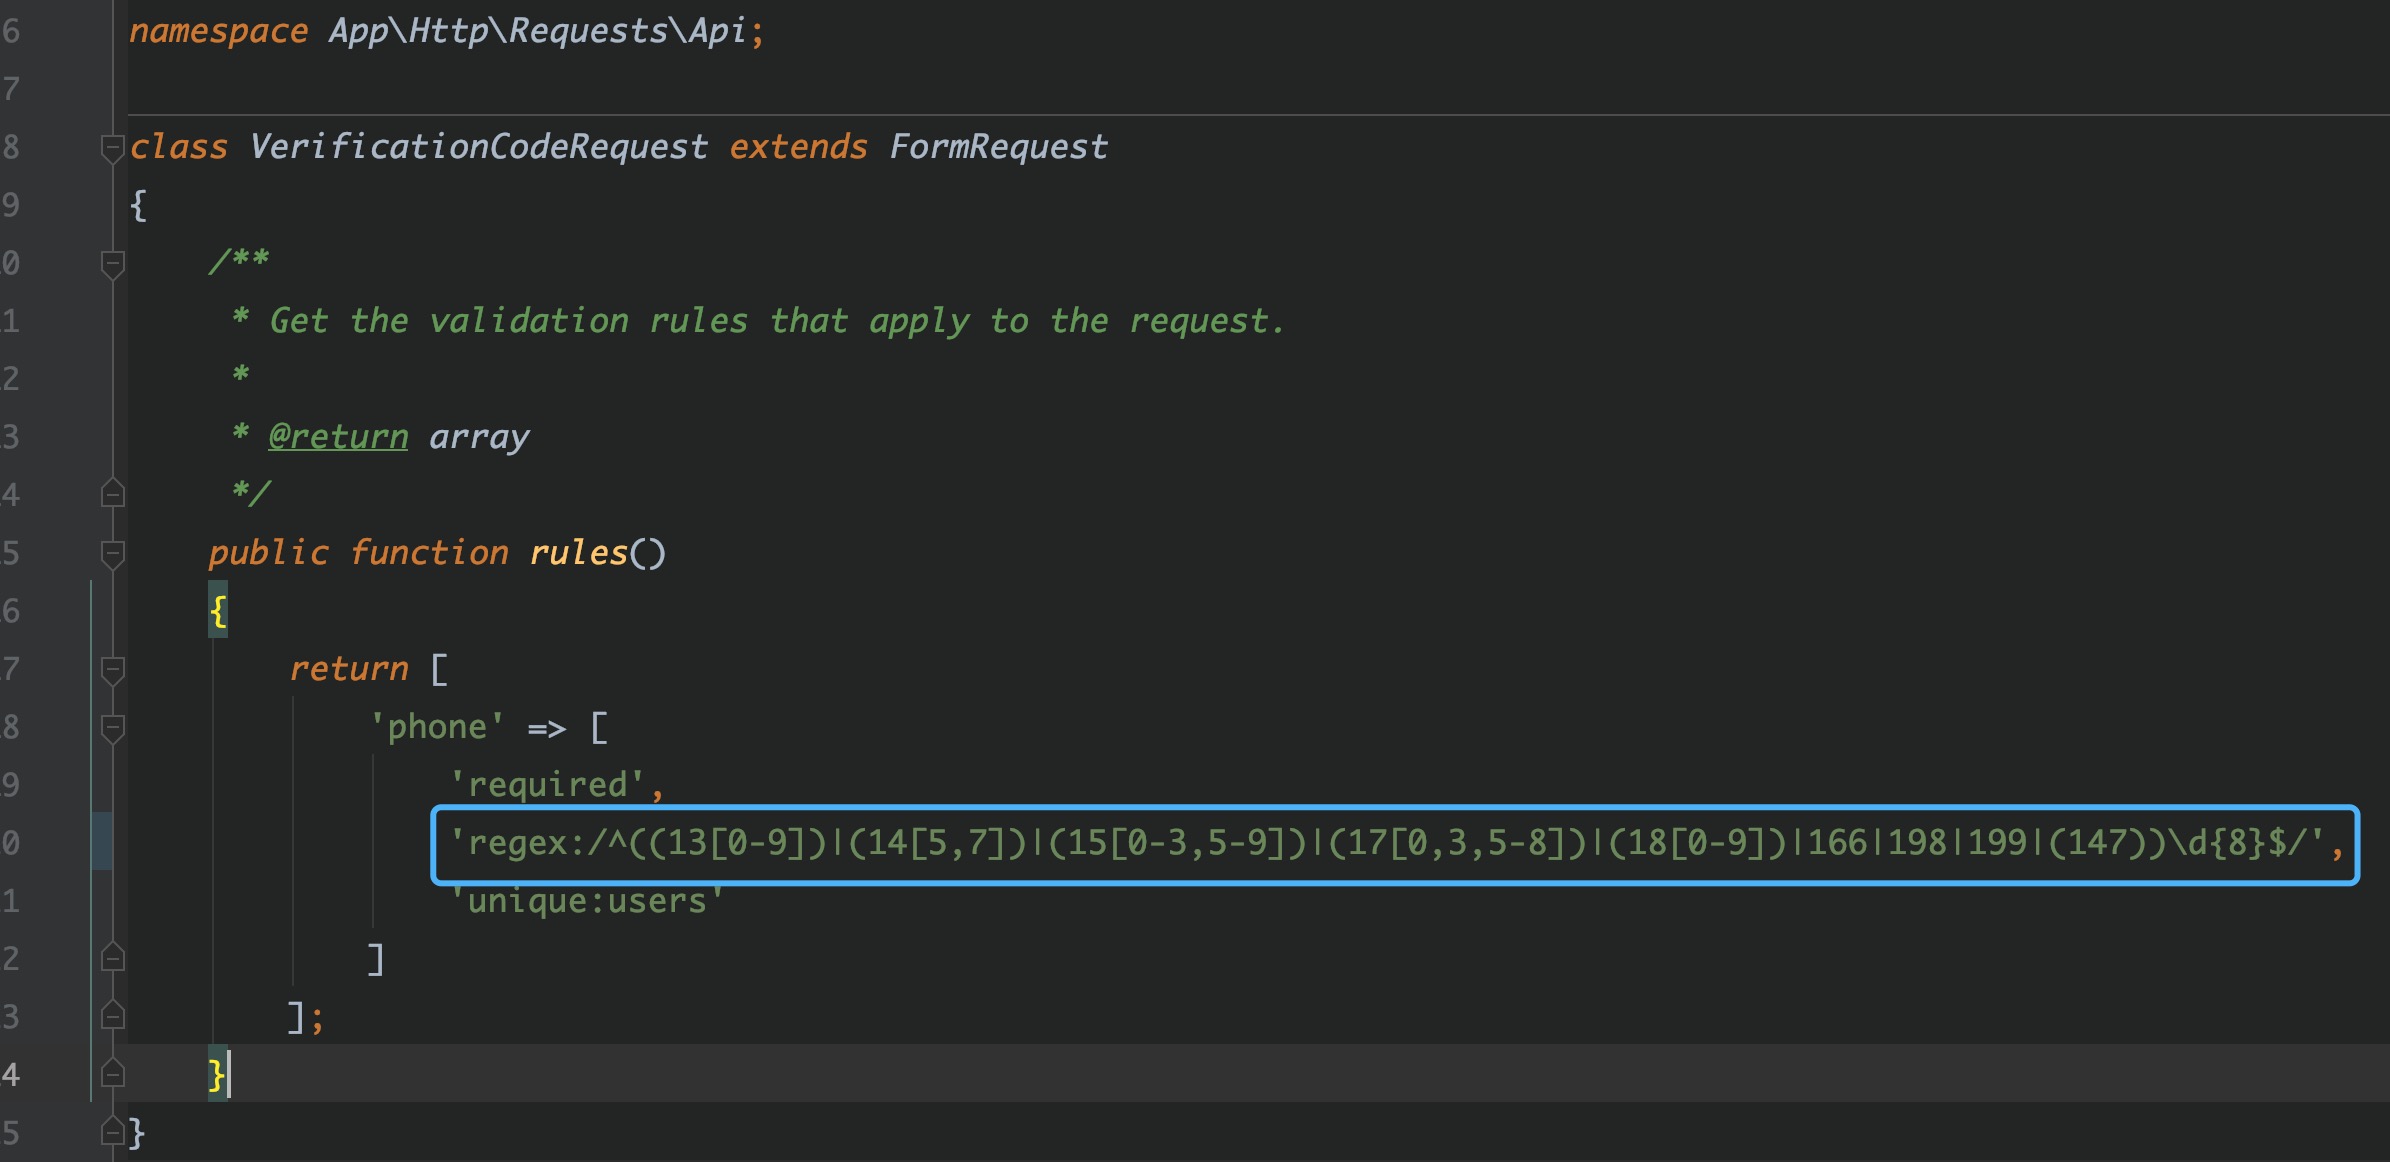 6 namespace App\Http\Requests\Api;
7
8 class VerificationCodeRequest extends FormRequest
9 {
0 /**
1 * Get the validation rules that apply to the request.
2 *
3 * @return array
4 */
5 public function rules()
6 {
7 return [
8 'phone' => [
9 'required',
0 'regex:/^((13[0-9])|(14[5,7])|(15[0-3,5-9])|(17[0,3,5-8])|(18[0-9])|166|198|199|(147))\d{8}$/',
1 'unique:users'
2 ]
3 ];
4 }
5 }